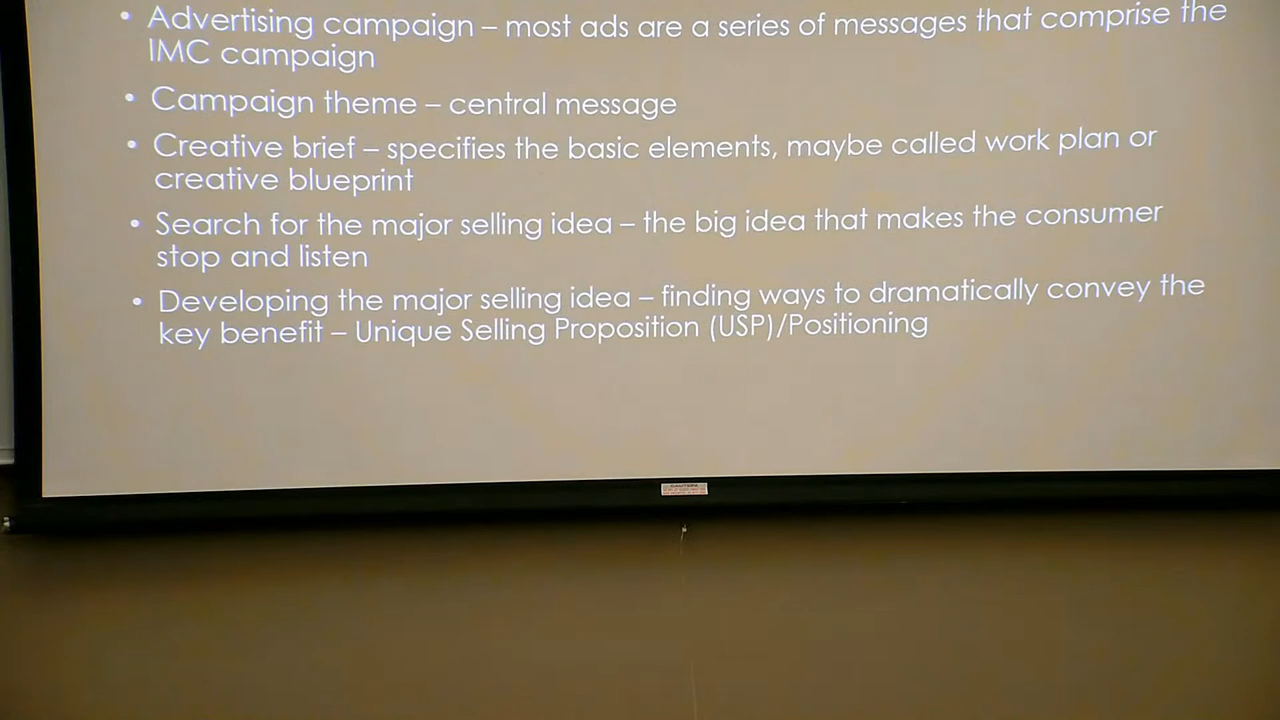 • Advertising campaign – most ads are a series of messages that comprise the
IMC campaign
• Campaign theme – central message
• Creative brief – specifies the basic elements, maybe called work plan or
creative blueprint
• Search for the major selling idea – the big idea that makes the consumer
stop and listen
• Developing the major selling idea – finding ways to dramatically convey the
key benefit – Unique Selling Proposition (USP)/Positioning